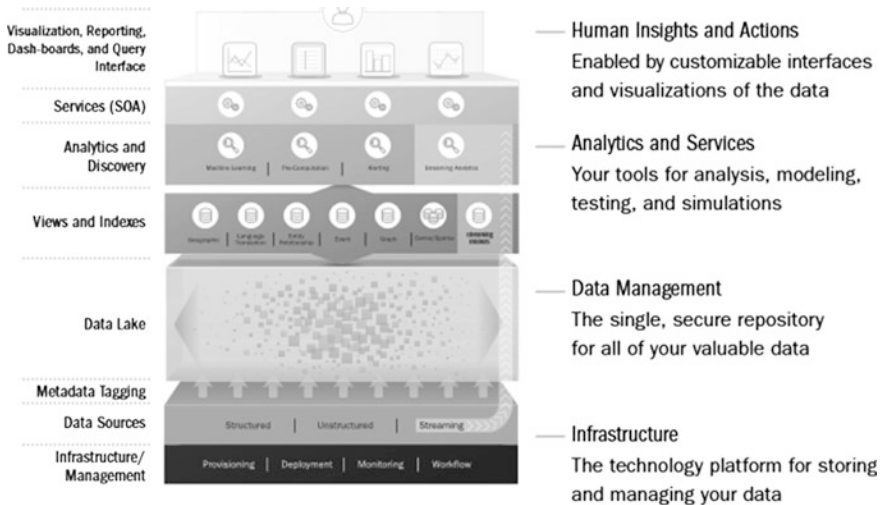 Visualization, Reporting,
Dash-boards, and Query
Interface
Services (SOA)
Analytics and
Discovery
Views and Indexes
Data Lake
Metadata Tagging
Data Sources
Infrastructure/
Management
Machine Learning | Pre-Computation | Alerting Streaming Analytics
Geographic | Language Translation | Entity Relationship | Event | Graph | Streaming
Structured | Unstructured | Streaming
Provisioning | Deployment | Monitoring | Workflow
Human Insights and Actions
Enabled by customizable interfaces
and visualizations of the data
Analytics and Services
Your tools for analysis, modeling,
testing, and simulations
Data Management
The single, secure repository
for all of your valuable data
Infrastructure
The technology platform for storing
and managing your data